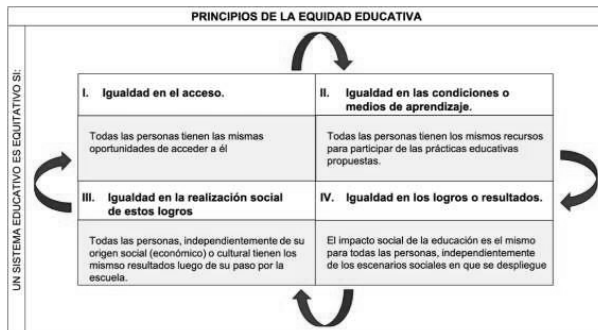 PRINCIPIOS DE LA EQUIDAD EDUCATIVA
UN SISTEMA EDUCATIVO ES EQUITATIVO SI:
I. Igualdad en el acceso.
Todas las personas tienen las mismas
oportunidades de acceder a él
II. Igualdad en las condiciones o
medios de aprendizaje.
Todas las personas tienen los mismos recursos
para participar de las prácticas educativas
propuestas.
III. Igualdad en la realización social
de estos logros
Todas las personas, independientemente de su
origen social (económico) o cultural tienen los
mismso resultados luego de su paso por la
escuela.
IV. Igualdad en los logros o resultados.
El impacto social de la educación es el mismo
para todas las personas, independientemente
de los escenarios sociales en que se despliegue